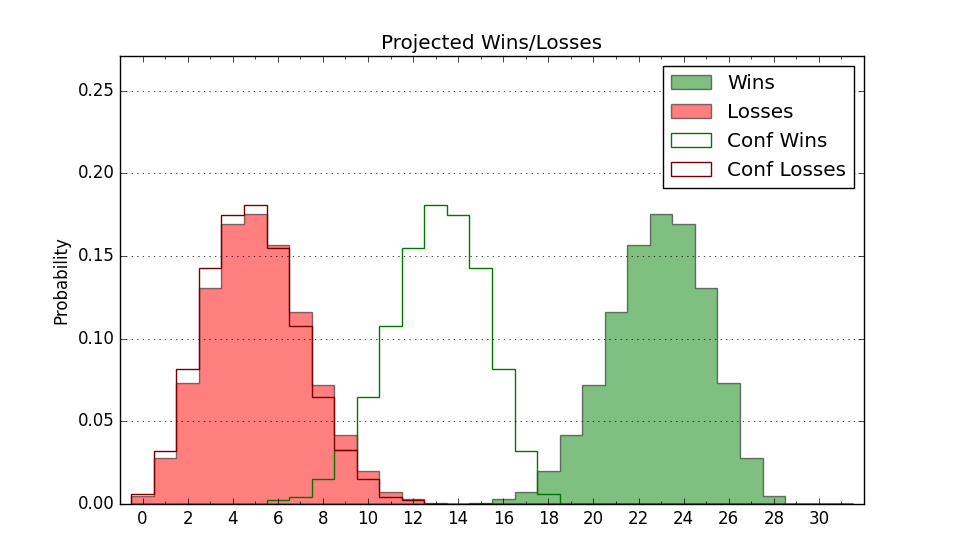 Projected Wins/Losses
Wins
Losses
Conf Wins
Conf Losses
Probability
0.25
0.20
0.15
0.10
0.05
0.00
0 2 4 6 8 10 12 14 16 18 20 22 24 26 28 30